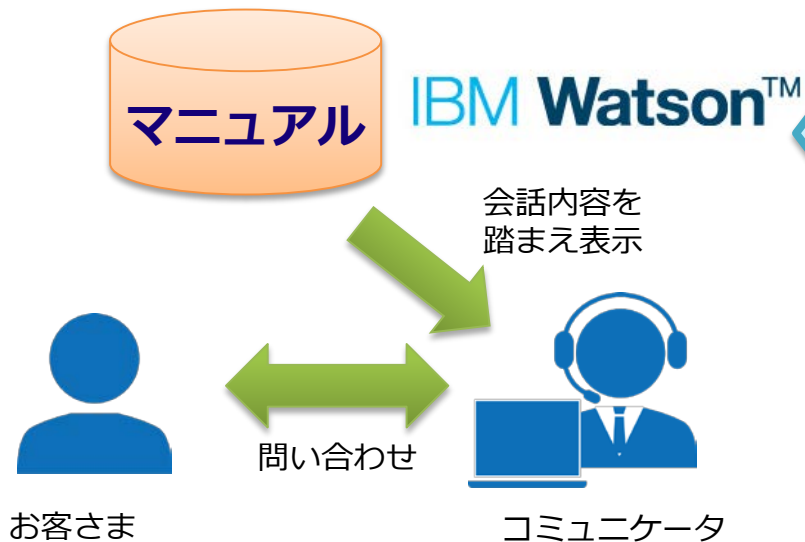 マニュアル
IBM Watson™
会話内容を
踏まえ表示
問い合わせ
お客さま
コミュニケータ